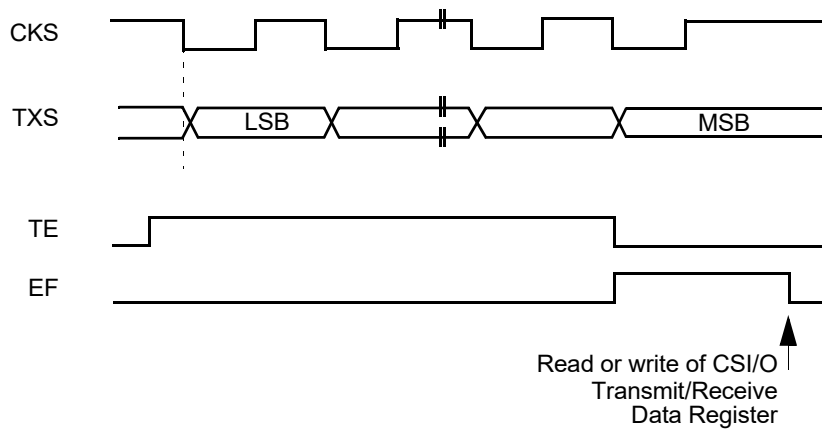 CKS
TXS
LSB
MSB
TE
EF
Read or write of CSI/O
Transmit/Receive
Data Register